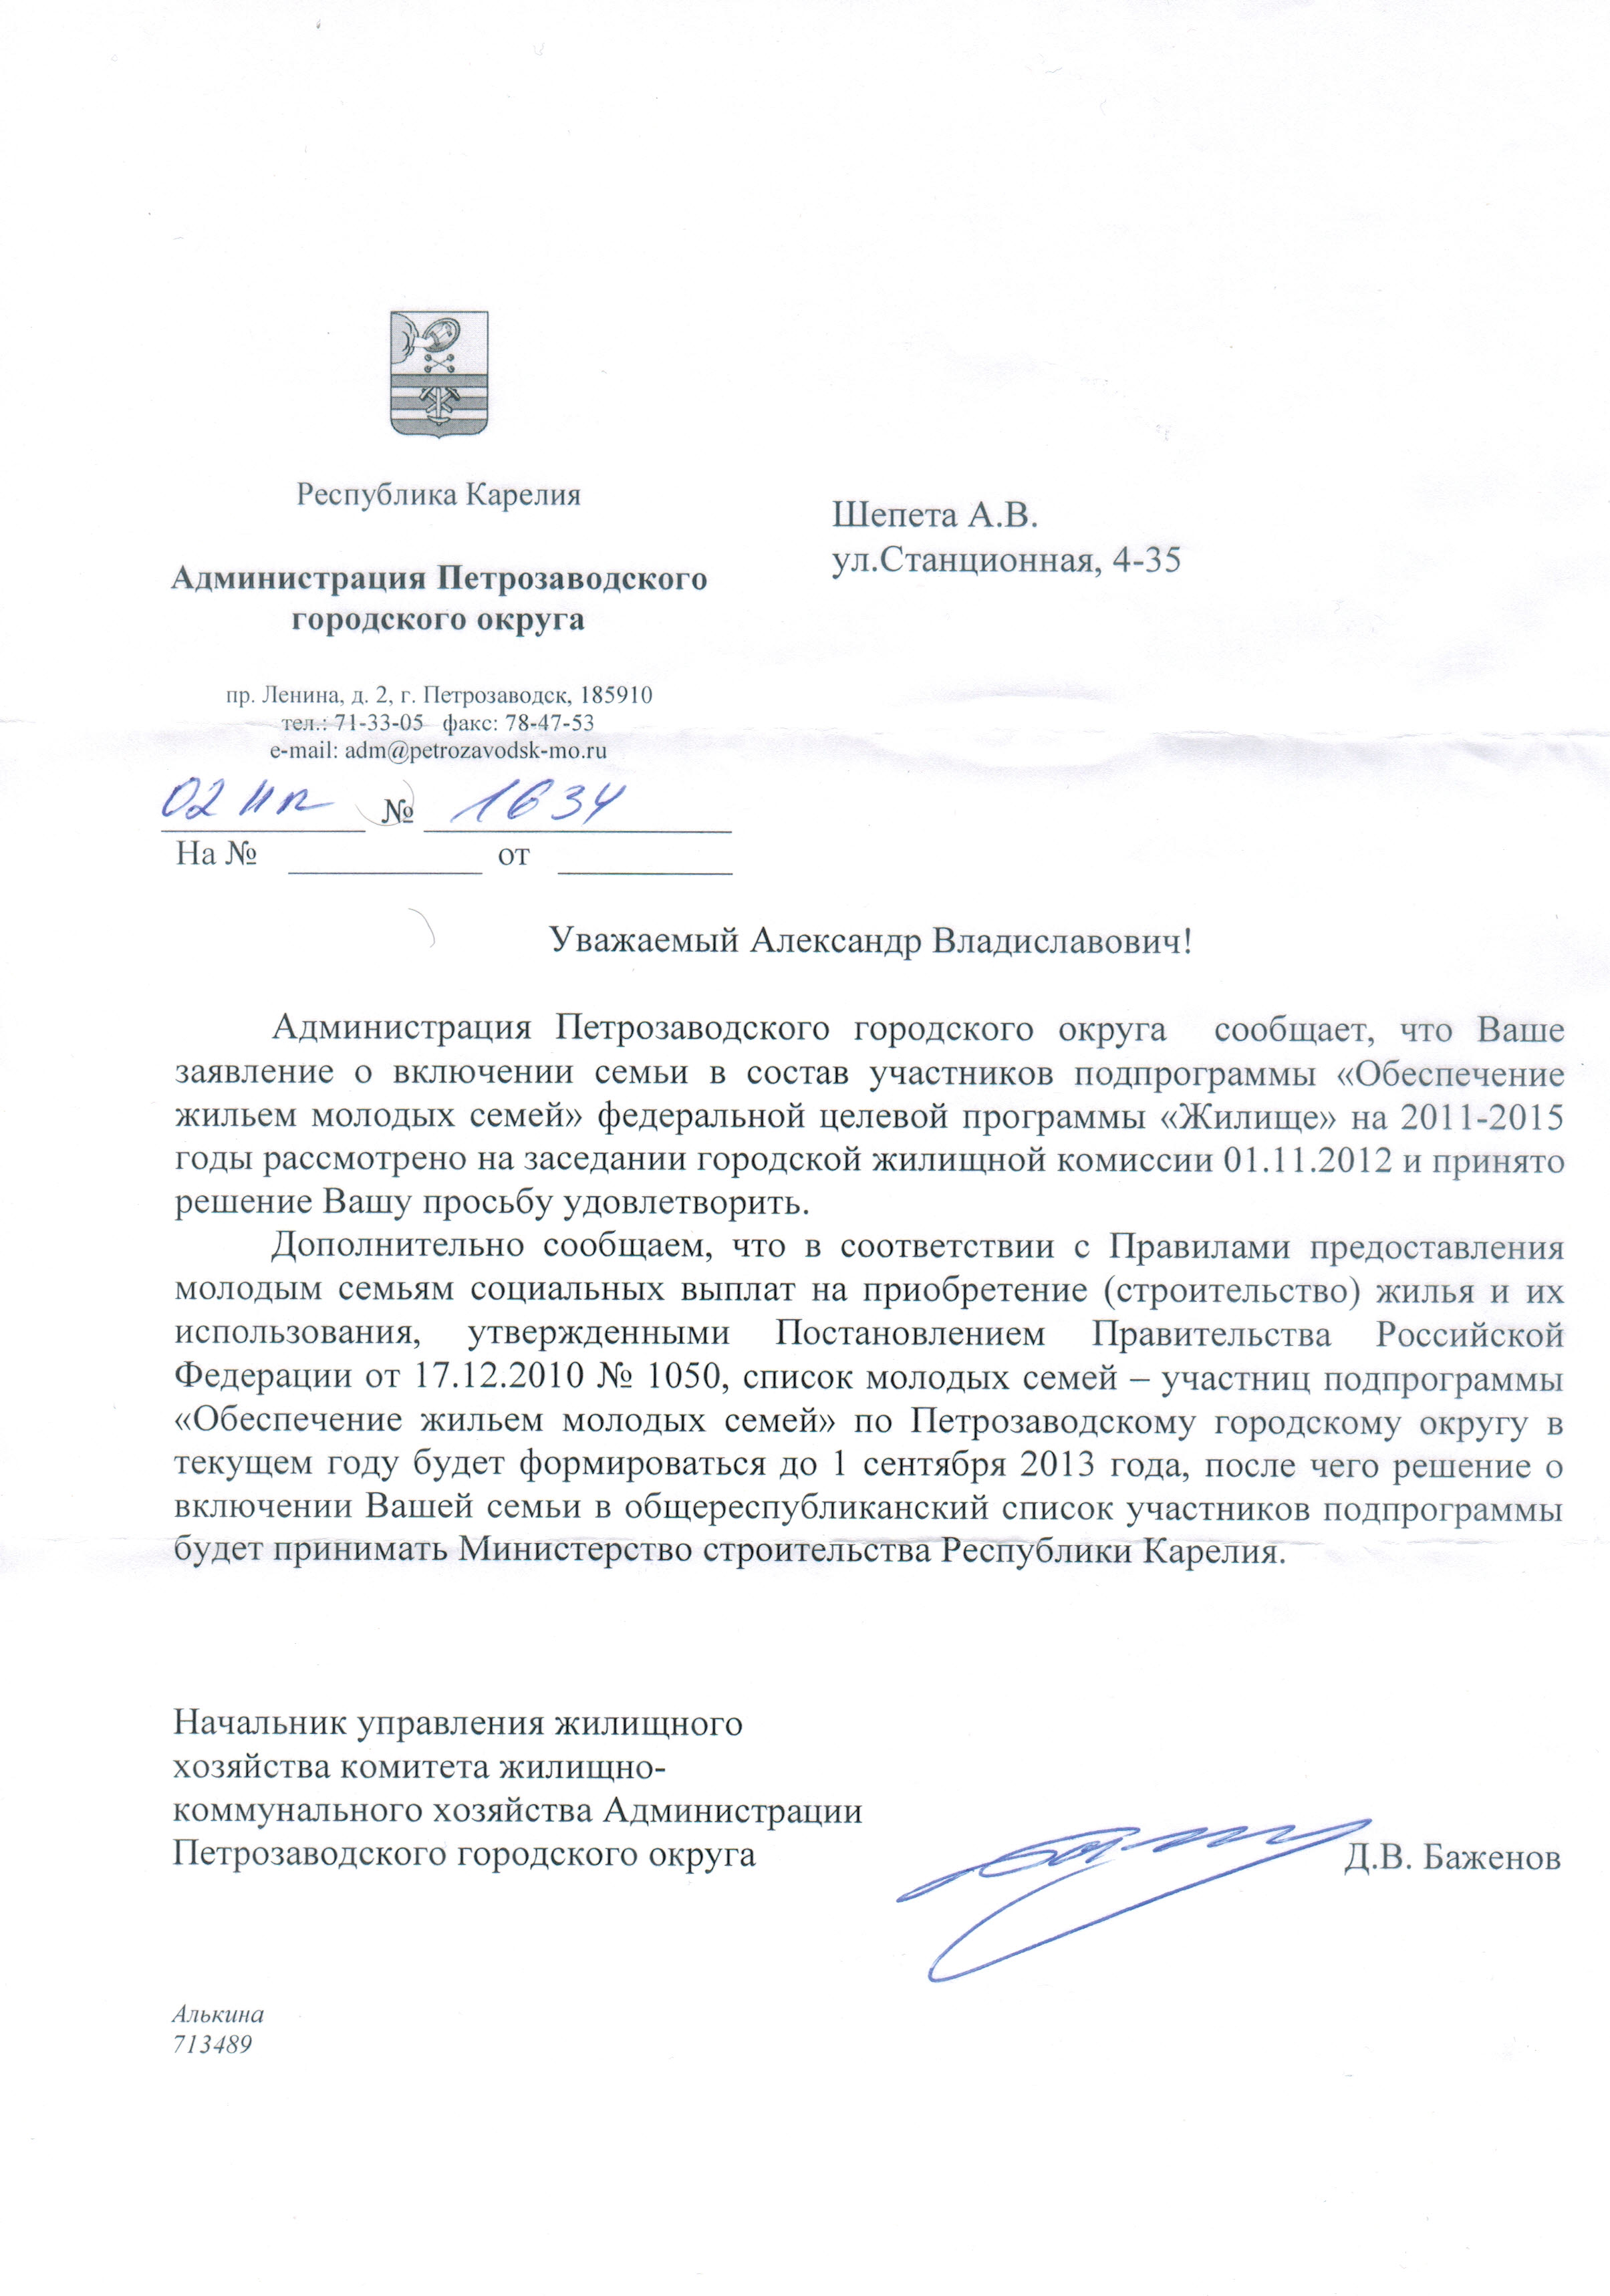 Республика Карелия
Администрация Петрозаводского
городского округа
пр. Ленина, д. 2, г. Петрозаводск, 185910
тел.: 71-33-05 факс: 78-47-53
e-mail: adm@petrozavodsk-mo.ru
02 № 1634
На № от
Шепета А.В.
ул.Станционная, 4-35
Уважаемый Александр Владиславович!
Администрация Петрозаводского городского округа сообщает, что Ваше
заявление о включении семьи в состав участников подпрограммы «Обеспечение
жильем молодых семей» федеральной целевой программы «Жилище» на 2011-2015
годы рассмотрено на заседании городской жилищной комиссии 01.11.2012 и принято
решение Вашу просьбу удовлетворить.
Дополнительно сообщаем, что в соответствии с Правилами предоставления
молодым семьям социальных выплат на приобретение (строительство) жилья и их
использования, утвержденными Постановлением Правительства Российской
Федерации от 17.12.2010 № 1050, список молодых семей – участниц подпрограммы
«Обеспечение жильем молодых семей» по Петрозаводскому городскому округу в
текущем году будет формироваться до 1 сентября 2013 года, после чего решение о
включении Вашей семьи в общереспубликанский список участников подпрограммы
будет принимать Министерство строительства Республики Карелия.
Начальник управления жилищного
хозяйства комитета жилищно-
коммунального хозяйства Администрации
Петрозаводского городского округа
Д.В. Баженов
Алькина
713489